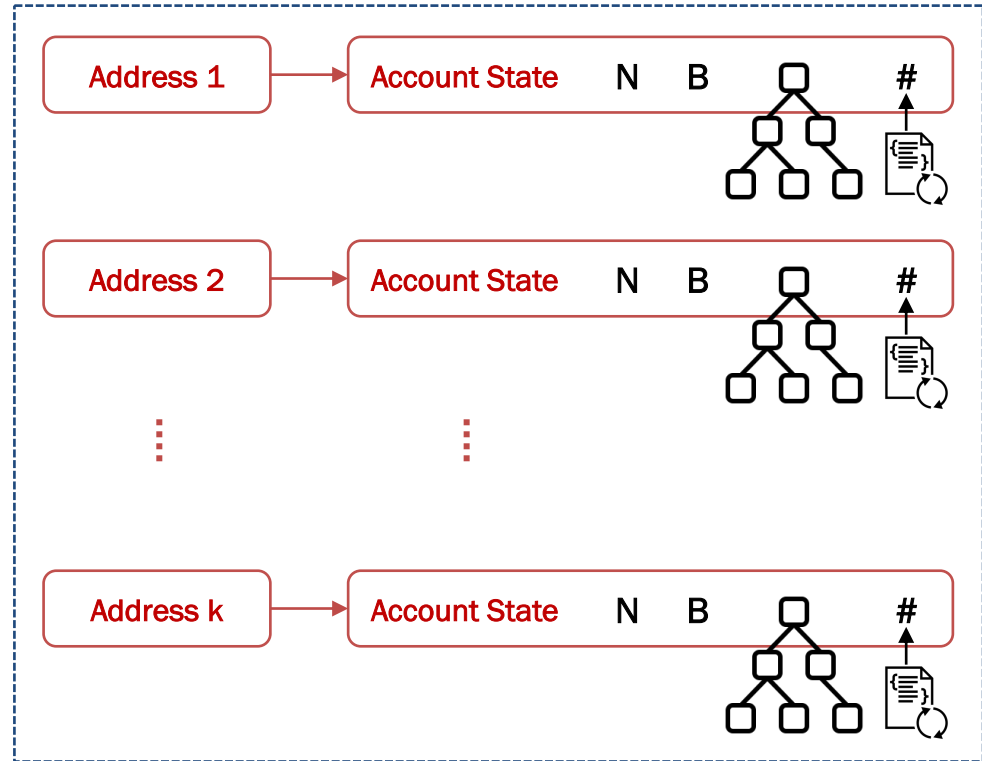 Address 1 Account State N B #
Address 2 Account State N B #
Address k Account State N B #